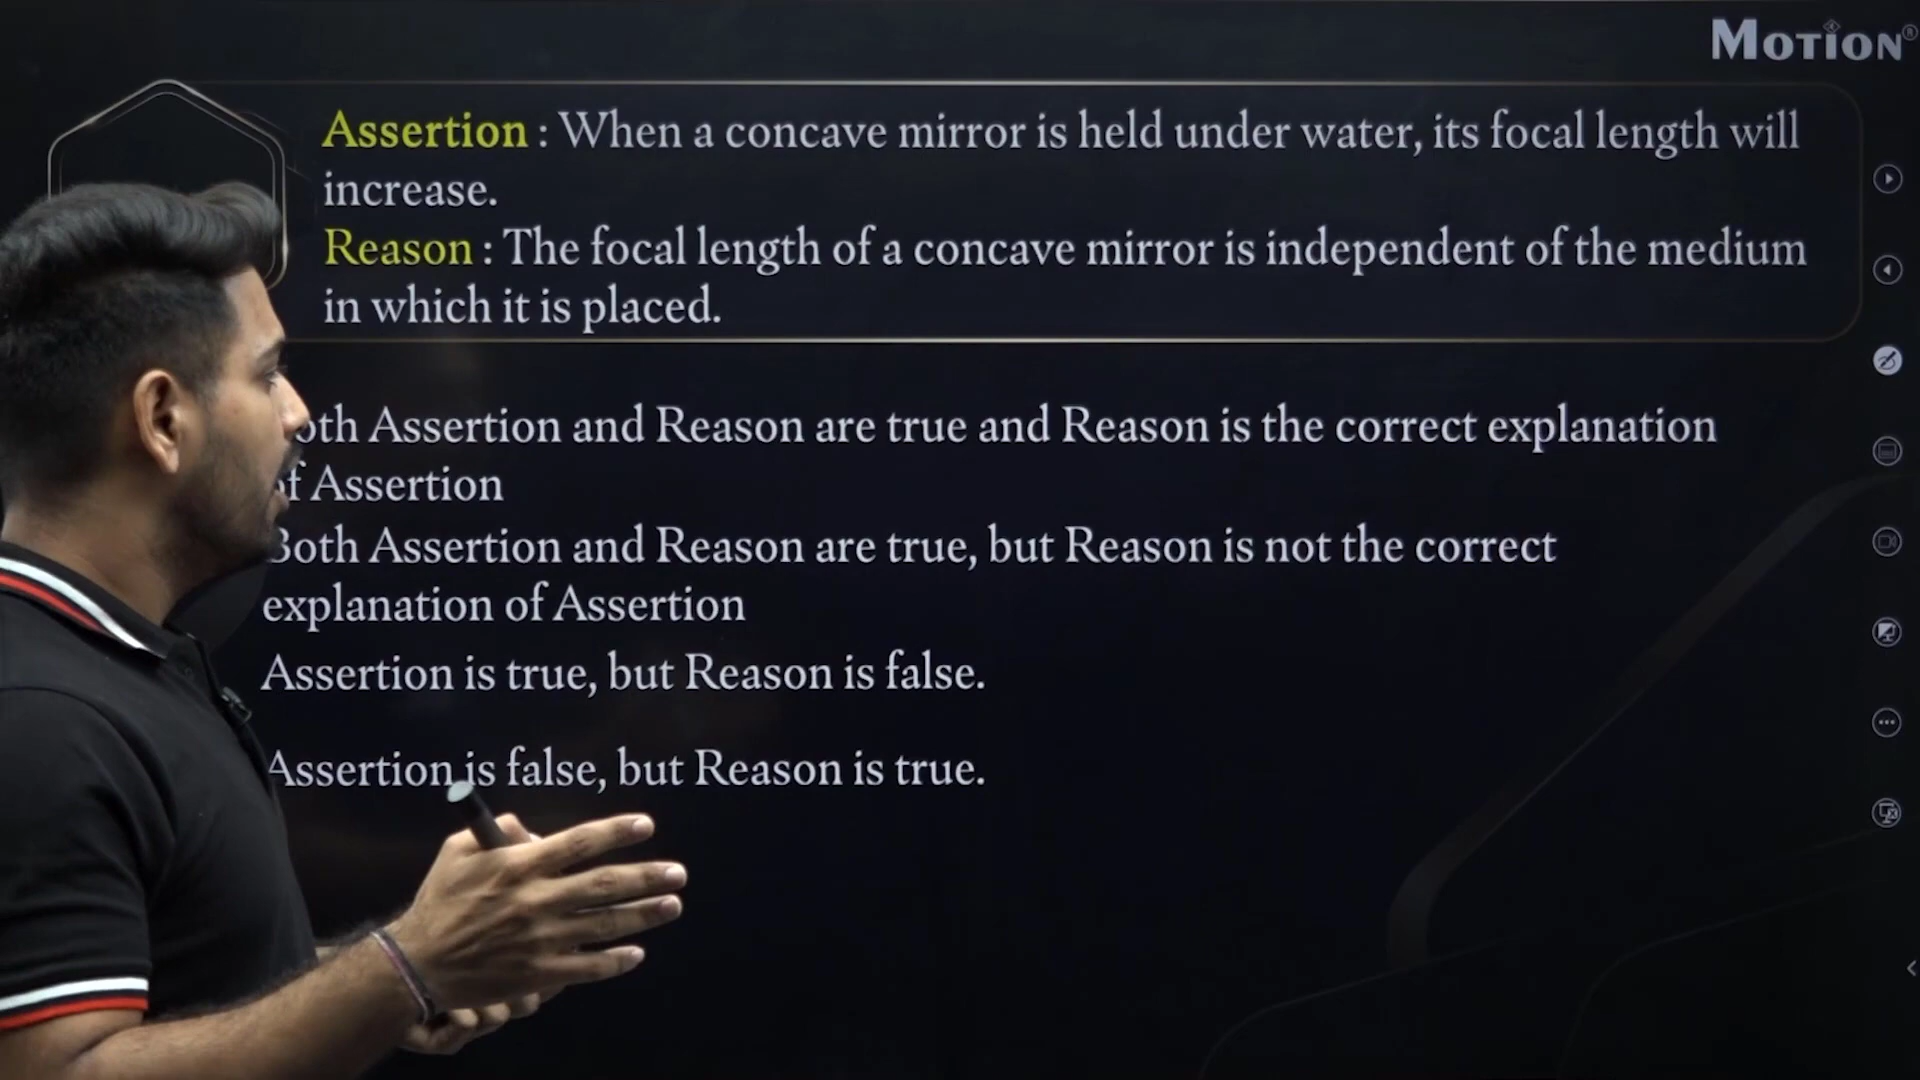 MOTION®
Assertion : When a concave mirror is held under water, its focal length will
increase.
Reason : The focal length of a concave mirror is independent of the medium
in which it is placed.
Assertion and Reason are true and Reason is the correct explanation
Assertion
Both Assertion and Reason are true, but Reason is not the correct
explanation of Assertion
Assertion is true, but Reason is false.
Assertion is false, but Reason is true.